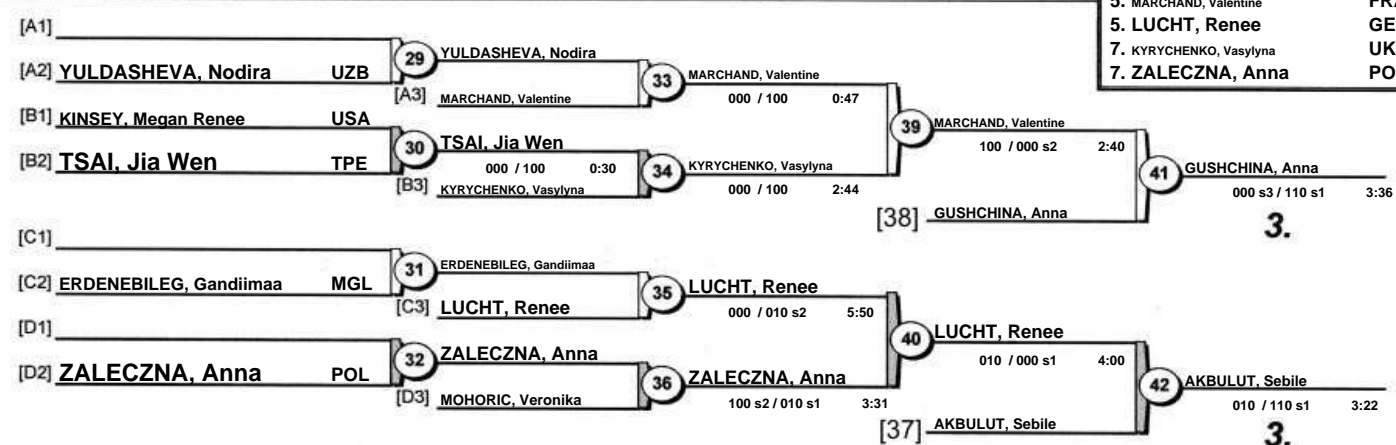 5. MARCHAND, Valentine
5. LUCHT, Renee GE
7. KYRYCHENKO, Vasylyna UK
7. ZALECZNA, Anna PO
[A1]
[A2] YULDASHEVA, Nodira UZB
29
YULDASHEVA, Nodira
[A3] MARCHAND, Valentine
33
MARCHAND, Valentine
000 / 100 0:47
[B1] KINSEY, Megan Renee USA
[B2] TSAI, Jia Wen TPE
30
TSAI, Jia Wen
000 / 100 0:30
[B3] KYRYCHENKO, Vasylyna
34
KYRYCHENKO, Vasylyna
000 / 100 2:44
39
MARCHAND, Valentine
100 / 000 s2 2:40
[38] GUSHCHINA, Anna
41
GUSHCHINA, Anna
000 s3 / 110 s1 3:36
3.
[C1]
[C2] ERDENEBILEG, Gandiimaa MGL
31
ERDENEBILEG, Gandiimaa
[C3] LUCHT, Renee
35
LUCHT, Renee
000 / 010 s2 5:50
[D1]
[D2] ZALECZNA, Anna POL
32
ZALECZNA, Anna
[D3] MOHORIC, Veronika
36
ZALECZNA, Anna
100 s2 / 010 s1 3:31
40
LUCHT, Renee
010 / 000 s1 4:00
[37] AKBULUT, Sebile
42
AKBULUT, Sebile
010 / 110 s1 3:22
3.